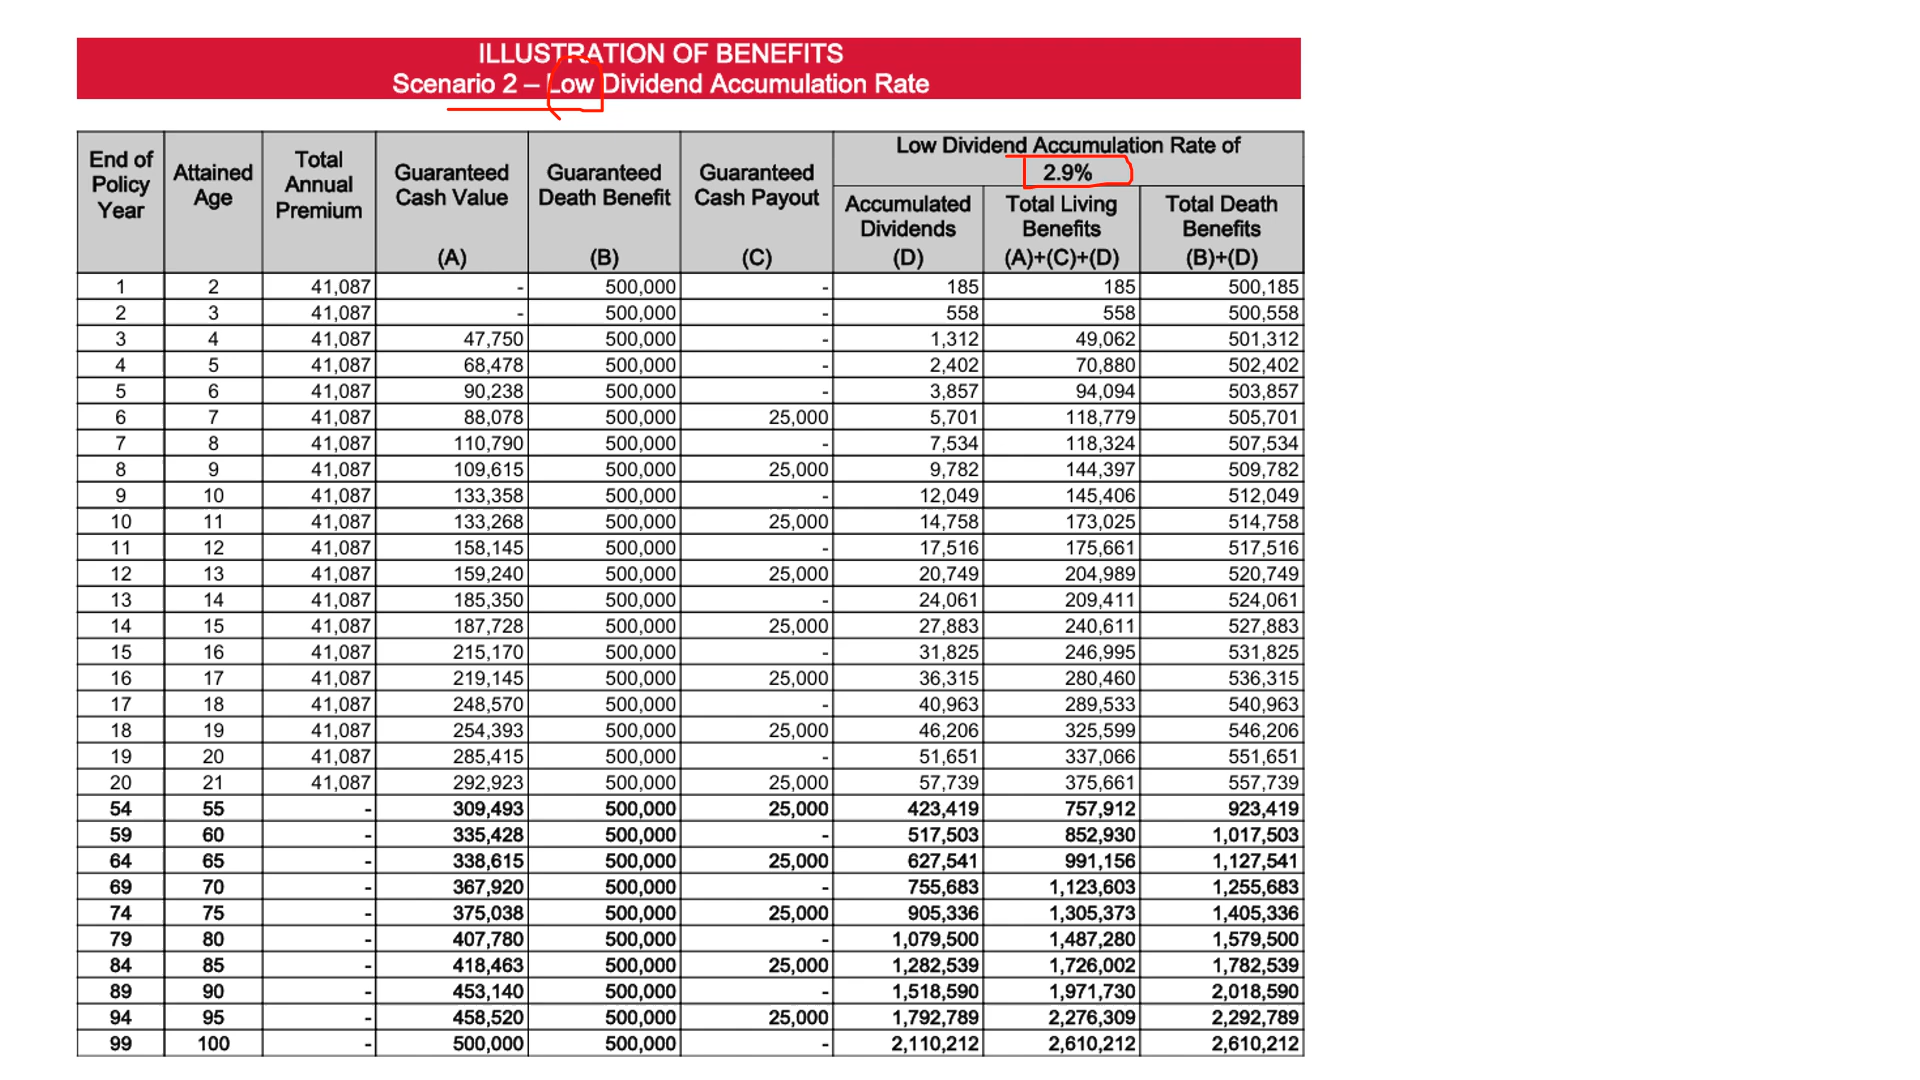 ILLUSTRATION OF BENEFITS
Scenario 2 – Low Dividend Accumulation Rate
End of Policy Year | Attained Age | Total Annual Premium | Guaranteed Cash Value (A) | Guaranteed Death Benefit (B) | Guaranteed Cash Payout (C) | Low Dividend Accumulation Rate of 2.9%
Accumulated Dividends (D) | Total Living Benefits (A)+(C)+(D) | Total Death Benefits (B)+(D)
1 2 41,087 - 500,000 - 185 185 500,185
2 3 41,087 - 500,000 - 558 558 500,558
3 4 41,087 47,750 500,000 - 1,312 49,062 501,312
4 5 41,087 68,478 500,000 - 2,402 70,880 502,402
5 6 41,087 90,238 500,000 - 3,857 94,094 503,857
6 7 41,087 88,078 500,000 25,000 5,701 118,779 505,701
7 8 41,087 110,790 500,000 - 7,534 118,324 507,534
8 9 41,087 109,615 500,000 25,000 9,782 144,397 509,782
9 10 41,087 133,358 500,000 - 12,049 145,406 512,049
10 11 41,087 133,268 500,000 25,000 14,758 173,025 514,758
11 12 41,087 158,145 500,000 - 17,516 175,661 517,516
12 13 41,087 159,240 500,000 25,000 20,749 204,989 520,749
13 14 41,087 185,350 500,000 - 24,061 209,411 524,061
14 15 41,087 187,728 500,000 25,000 27,883 240,611 527,883
15 16 41,087 215,170 500,000 - 31,825 246,995 531,825
16 17 41,087 219,145 500,000 25,000 36,315 280,460 536,315
17 18 41,087 248,570 500,000 - 40,963 289,533 540,963
18 19 41,087 254,393 500,000 25,000 46,206 325,599 546,206
19 20 41,087 285,415 500,000 - 51,651 337,066 551,651
20 21 41,087 292,923 500,000 25,000 57,739 375,661 557,739
54 55 - 309,493 500,000 25,000 423,419 757,912 923,419
59 60 - 335,428 500,000 - 517,503 852,930 1,017,503
64 65 - 338,615 500,000 25,000 627,541 991,156 1,127,541
69 70 - 367,920 500,000 - 755,683 1,123,603 1,255,683
74 75 - 375,038 500,000 25,000 905,336 1,305,373 1,405,336
79 80 - 407,780 500,000 - 1,079,500 1,487,280 1,579,500
84 85 - 418,463 500,000 25,000 1,282,539 1,726,002 1,782,539
89 90 - 453,140 500,000 - 1,518,590 1,971,730 2,018,590
94 95 - 458,520 500,000 25,000 1,792,789 2,276,309 2,292,789
99 100 - 500,000 500,000 - 2,110,212 2,610,212 2,610,212